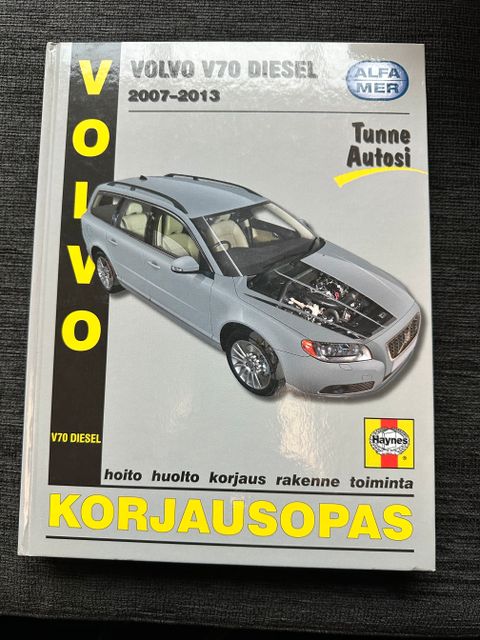 VOLVO
VOLVO V70 DIESEL
2007-2013
ALFA
MER
Tunne
Autosi
V70 DIESEL
Haynes
®
hoito huolto korjaus rakenne toiminta
KORJAUSOPAS